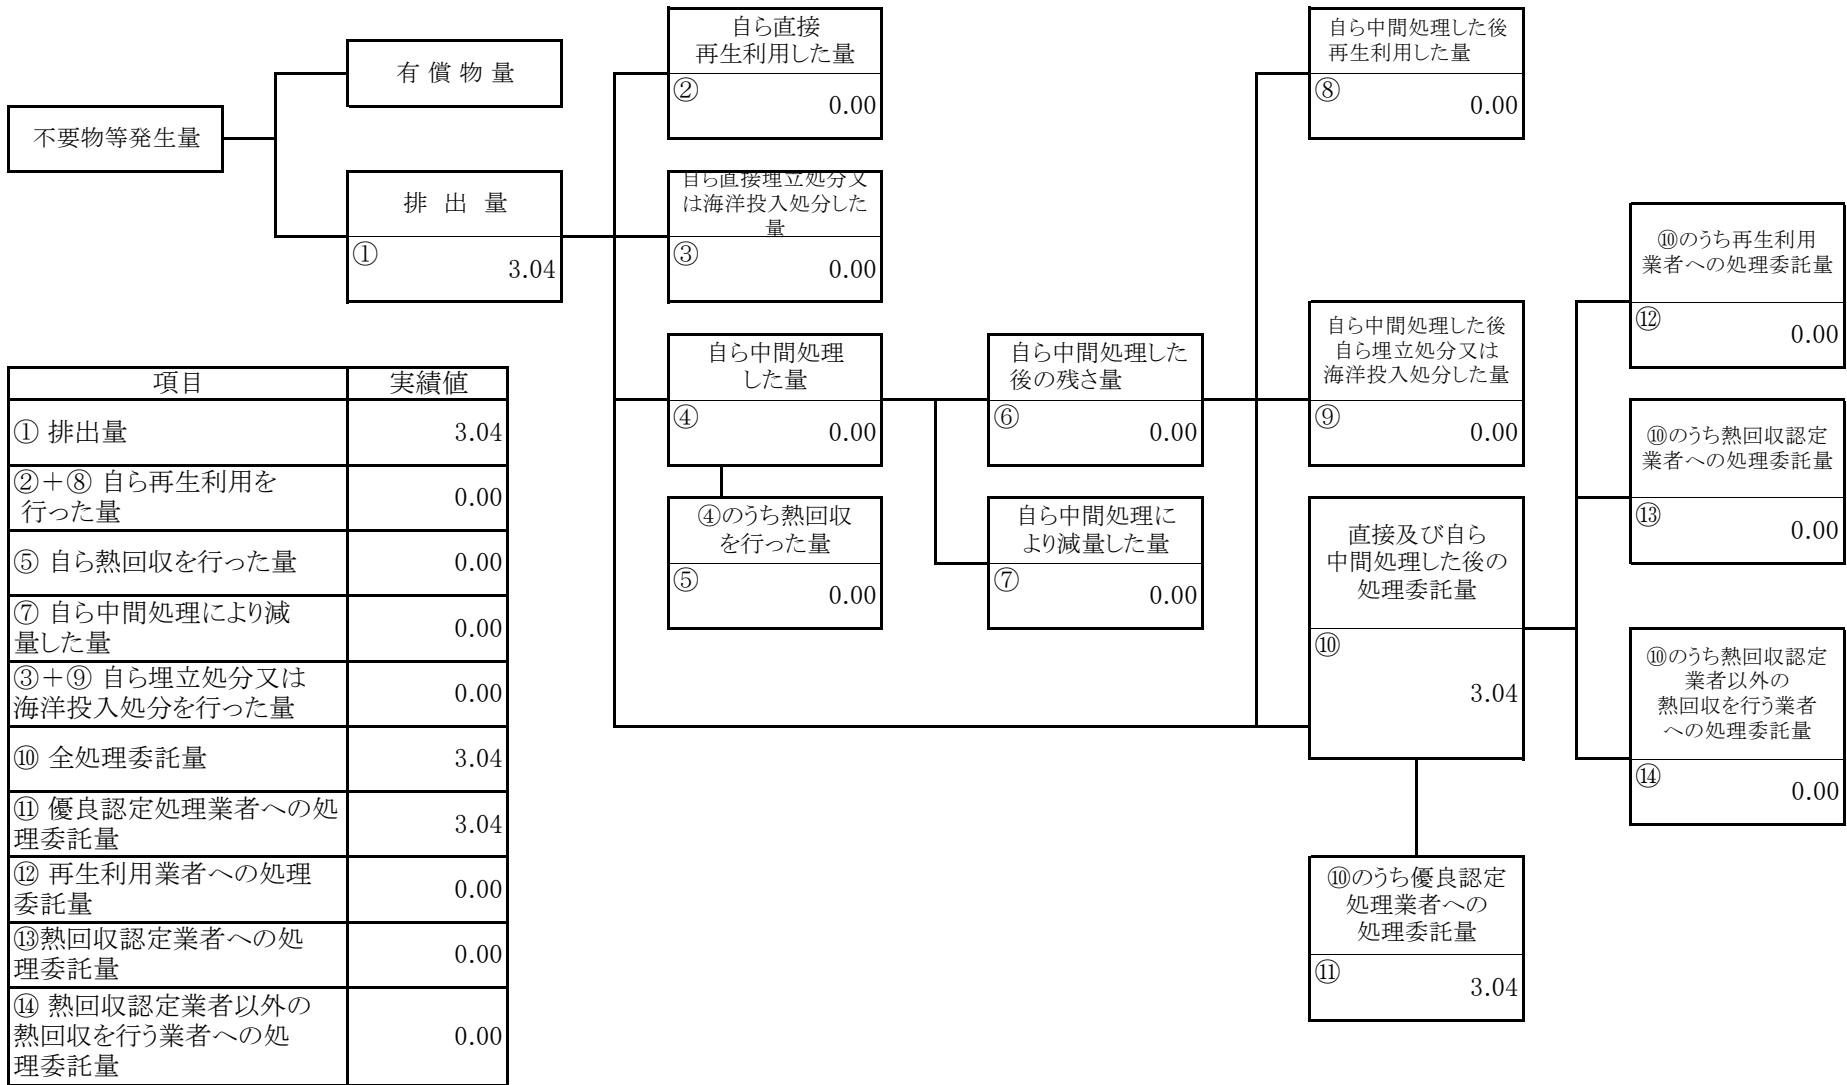 不要物等発生量
有 償 物 量
排 出 量
①
3.04
自ら直接
再生利用した量
②
0.00
自ら直接埋立処分又
は海洋投入処分した
量
③
0.00
自ら中間処理
した量
④
0.00
④のうち熱回収
を行った量
⑤
0.00
自ら中間処理した
後の残さ量
⑥
0.00
自ら中間処理に
より減量した量
⑦
0.00
自ら中間処理した後
再生利用した量
⑧
0.00
自ら中間処理した後
自ら埋立処分又は
海洋投入処分した量
⑨
0.00
直接及び自ら
中間処理した後の
処理委託量
⑩
3.04
⑩のうち優良認定
処理業者への
処理委託量
⑪
3.04
⑩のうち再生利用
業者への処理委託量
⑫
0.00
⑩のうち熱回収認定
業者への処理委託量
⑬
0.00
⑩のうち熱回収認定
業者以外の
熱回収を行う業者
への処理委託量
⑭
0.00
項目 実績値
① 排出量 3.04
②+⑧ 自ら再生利用を
行った量 0.00
⑤ 自ら熱回収を行った量 0.00
⑦ 自ら中間処理により減
量した量 0.00
③+⑨ 自ら埋立処分又は
海洋投入処分を行った量 0.00
⑩ 全処理委託量 3.04
⑪ 優良認定処理業者への処
理委託量 3.04
⑫ 再生利用業者への処理
委託量 0.00
⑬熱回収認定業者への処
理委託量 0.00
⑭ 熱回収認定業者以外の
熱回収を行う業者への処
理委託量 0.00